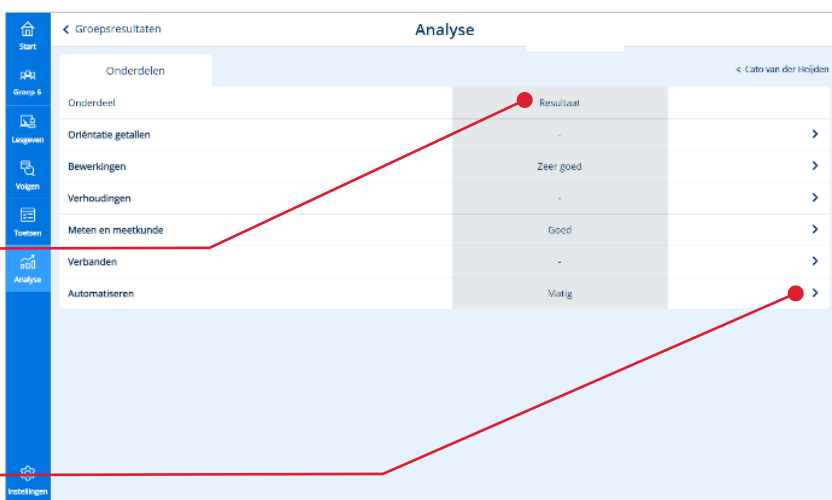 Start
Groep 6
Lesgeven
Volgen
Toetsen
Analyse
Instellingen
Groepsresultaten
Analyse
Onderdelen
< Cato van der Heijden
Onderdeel Resultaat
Oriëntatie getallen -
Bewerkingen Zeer goed
Verhoudingen -
Meten en meetkunde Goed
Verbanden -
Automatiseren Matig